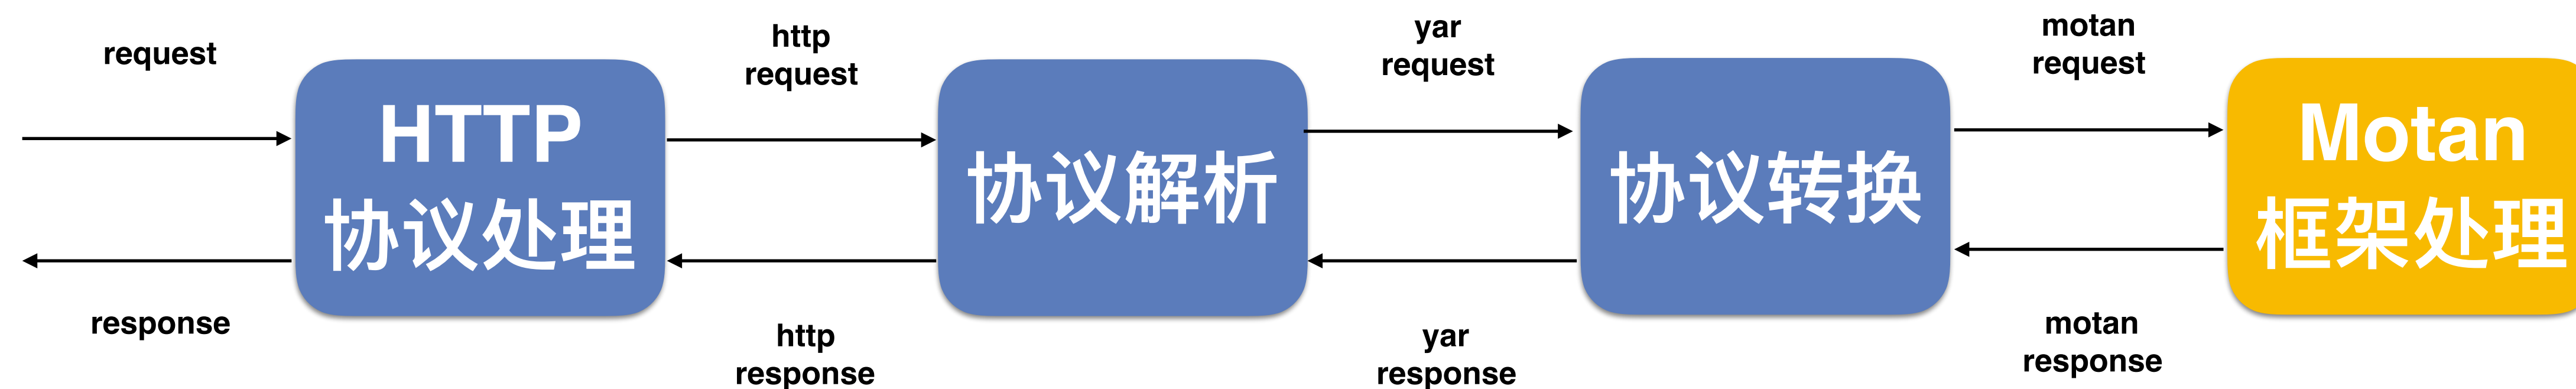 request
HTTP
协议处理
response
http
request
http
response
协议解析
yar
request
yar
response
协议转换
motan
request
motan
response
Motan
框架处理